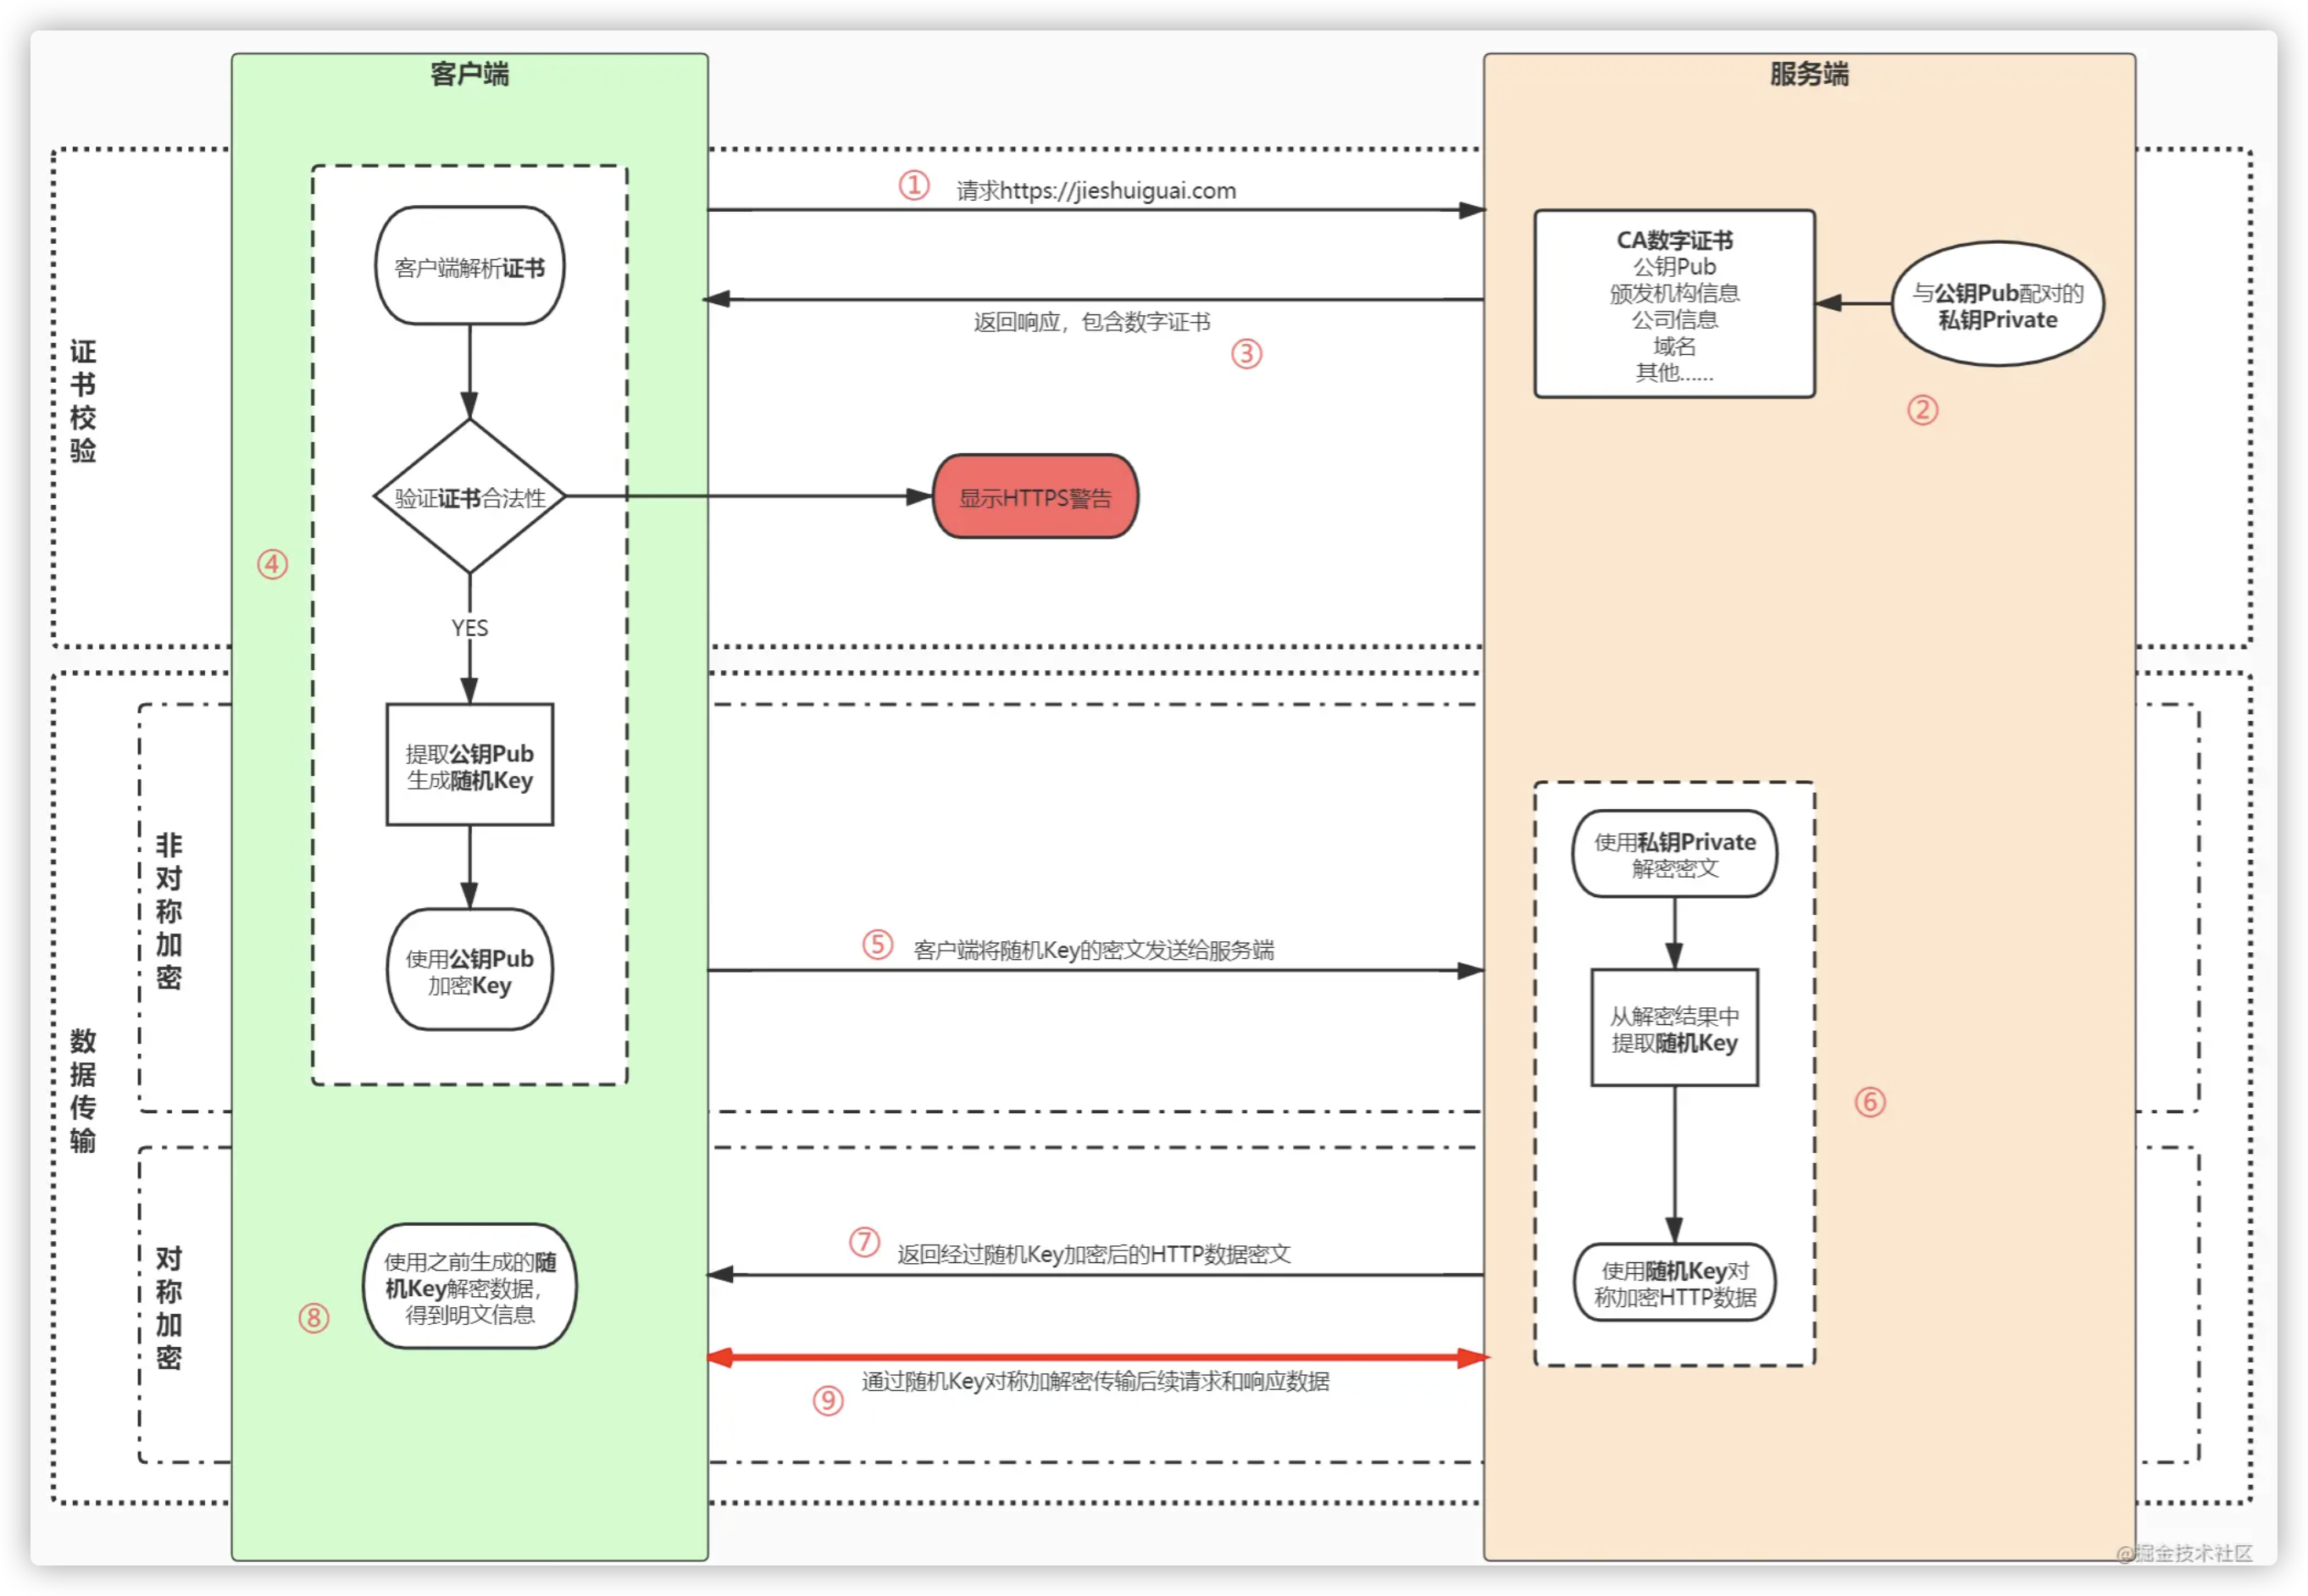 客户端
服务端
证书校验
①
请求https://jieshuiguai.com
客户端解析证书
CA数字证书
公钥Pub
颁发机构信息
公司信息
域名
其他......
与公钥Pub配对的
私钥Private
②
返回响应，包含数字证书
③
验证证书合法性
显示HTTPS警告
④
YES
数据传输
非对称加密
提取公钥Pub
生成随机Key
使用公钥Pub
加密Key
⑤
客户端将随机Key的密文发送给服务端
使用私钥Private
解密密文
从解密结果中
提取随机Key
⑥
对称加密
使用随机Key对
称加密HTTP数据
⑦
返回经过随机Key加密后的HTTP数据密文
使用之前生成的随
机Key解密数据，
得到明文信息
⑧
通过随机Key对称加解密传输后续请求和响应数据
⑨
@掘金技术社区